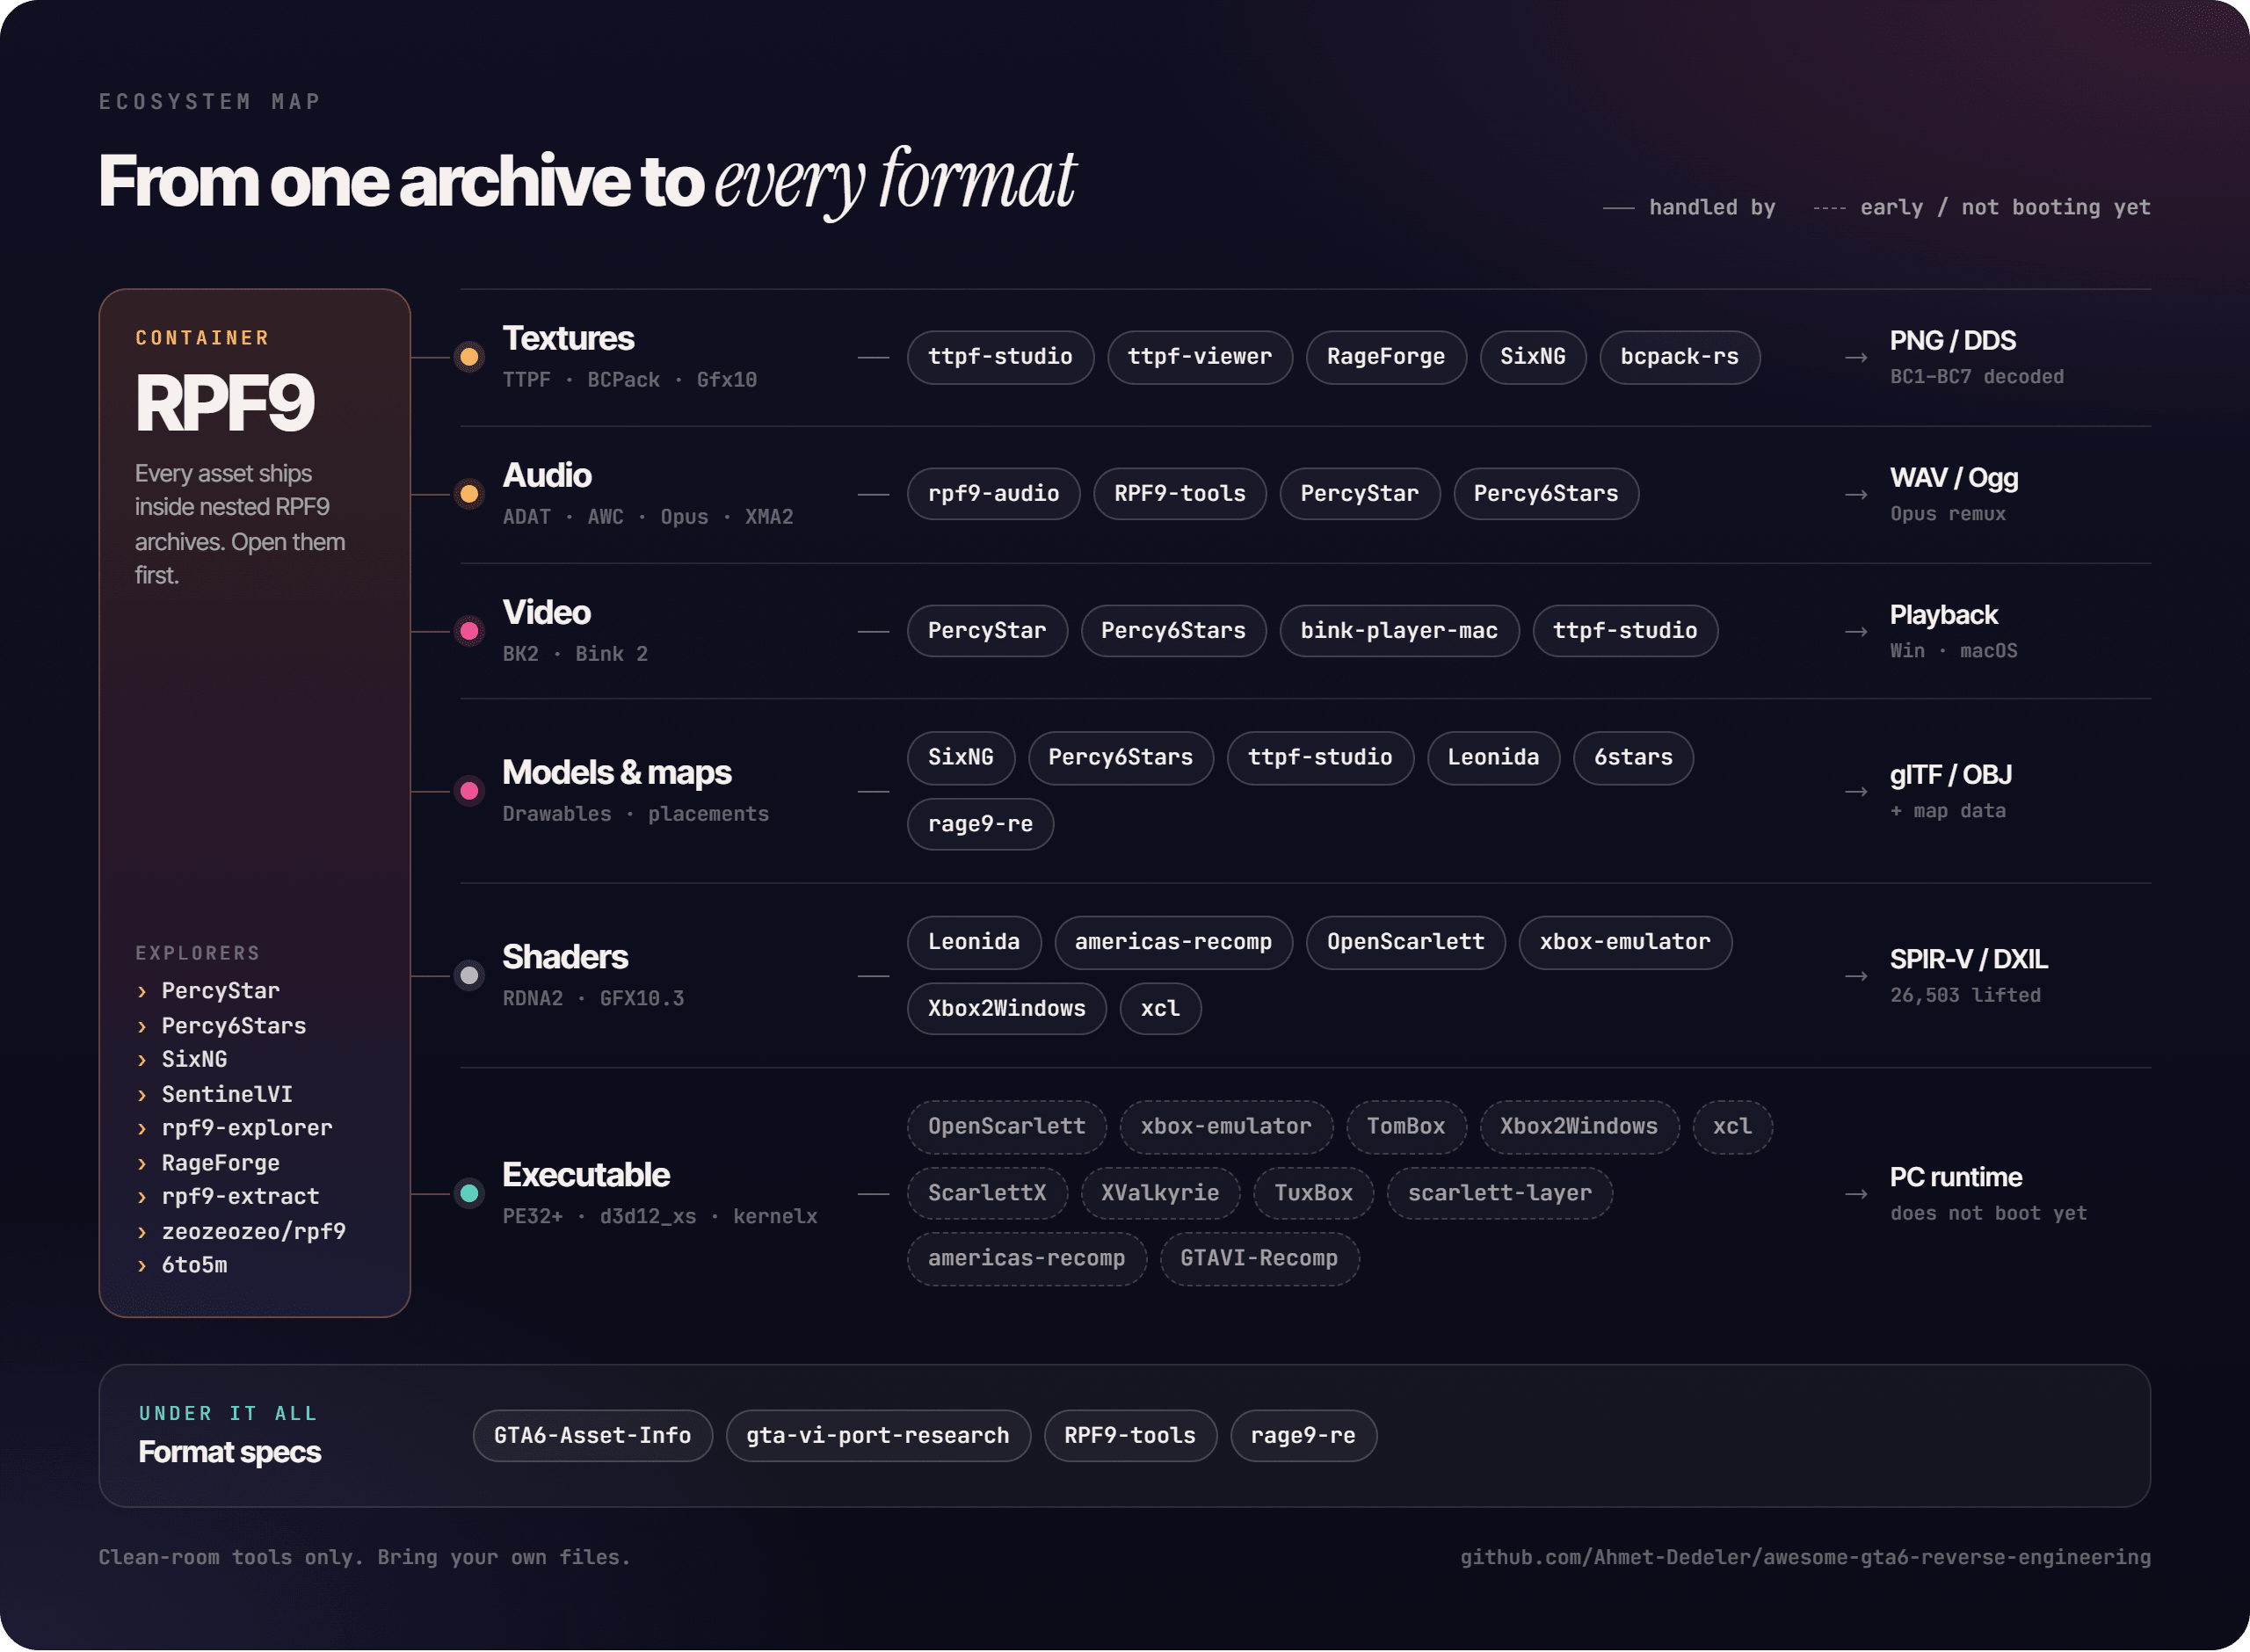 ECOSYSTEM MAP
From one archive to every format
handled by
early / not booting yet
CONTAINER
RPF9
Every asset ships
inside nested RPF9
archives. Open them
first.
EXPLORERS
› PercyStar
› Percy6Stars
› SixNG
› SentinelVI
› rpf9-explorer
› RageForge
› rpf9-extract
› zeozeozeo/rpf9
› 6to5m
Textures
TTPF · BCPack · Gfx10
ttpf-studio ttpf-viewer RageForge SixNG bcpack-rs
→ PNG / DDS
BC1–BC7 decoded
Audio
ADAT · AWC · Opus · XMA2
rpf9-audio RPF9-tools PercyStar Percy6Stars
→ WAV / Ogg
Opus remux
Video
BK2 · Bink 2
PercyStar Percy6Stars bink-player-mac ttpf-studio
→ Playback
Win · macOS
Models & maps
Drawables · placements
SixNG Percy6Stars ttpf-studio Leonida 6stars
rage9-re
→ glTF / OBJ
+ map data
Shaders
RDNA2 · GFX10.3
Leonida americas-recomp OpenScarlett xbox-emulator
Xbox2Windows xcl
→ SPIR-V / DXIL
26,503 lifted
Executable
PE32+ · d3d12_xs · kernelx
OpenScarlett xbox-emulator TomBox Xbox2Windows xcl
ScarlettX XValkyrie TuxBox scarlett-layer
americas-recomp GTAVI-Recomp
→ PC runtime
does not boot yet
UNDER IT ALL
Format specs
GTA6-Asset-Info gta-vi-port-research RPF9-tools rage9-re
Clean-room tools only. Bring your own files.
github.com/Ahmet-Dedeler/awesome-gta6-reverse-engineering